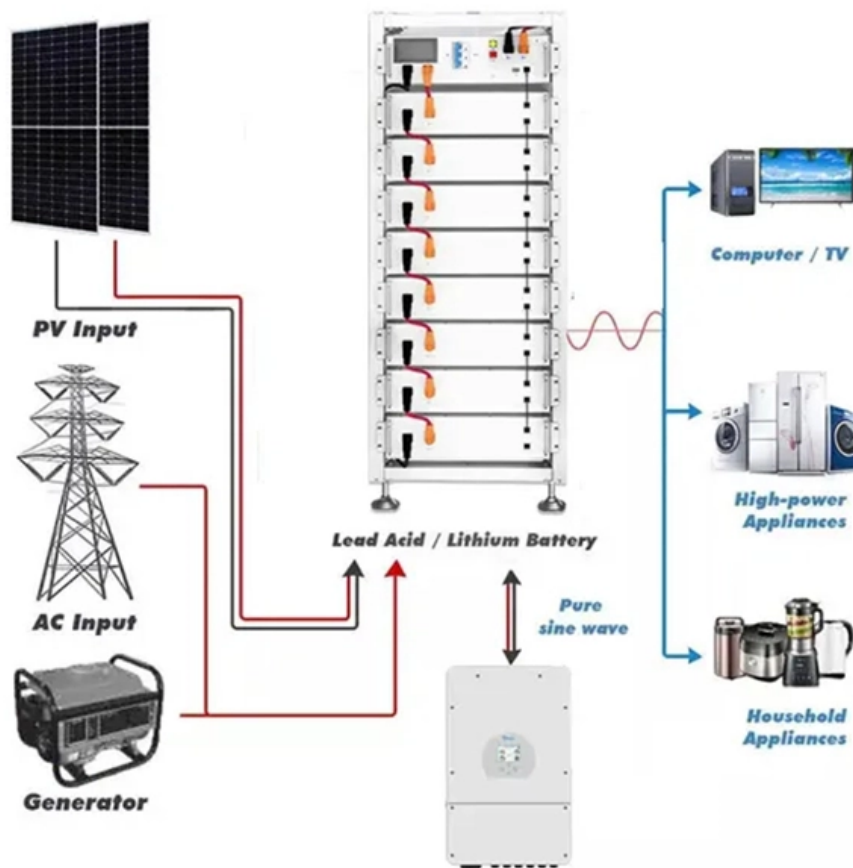 PV Input
AC Input
Generator
Lead Acid / Lithium Battery
Pure
sine wave
Computer / TV
High-power
Appliances
Household
Appliances